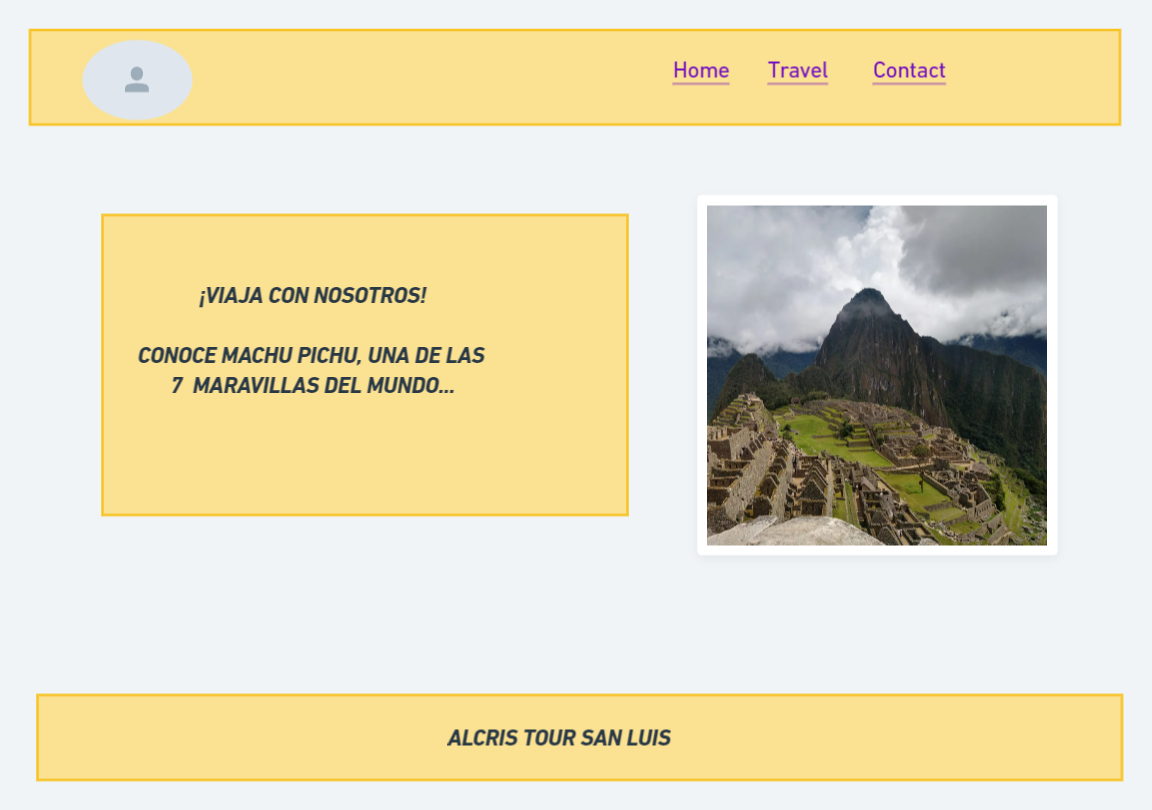 Home Travel Contact
¡VIAJA CON NOSOTROS!
CONOCE MACHU PICHU, UNA DE LAS
7  MARAVILLAS DEL MUNDO...
ALCRIS TOUR SAN LUIS